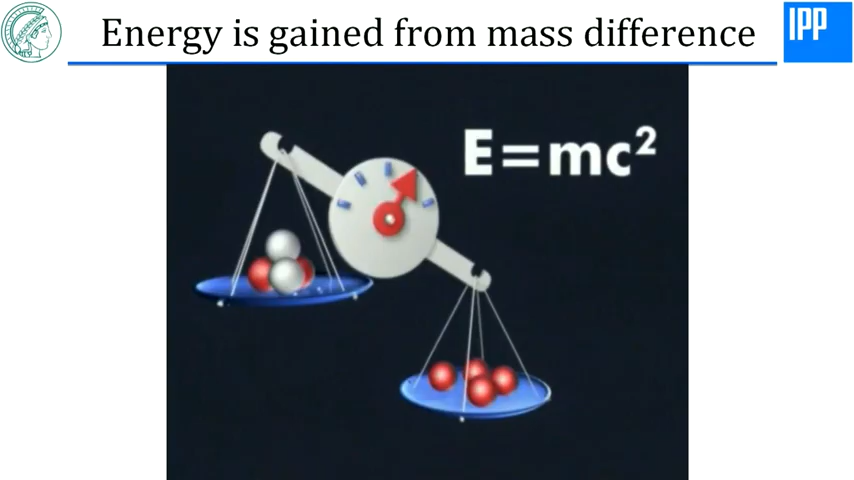 Energy is gained from mass difference
IPP
E=mc²